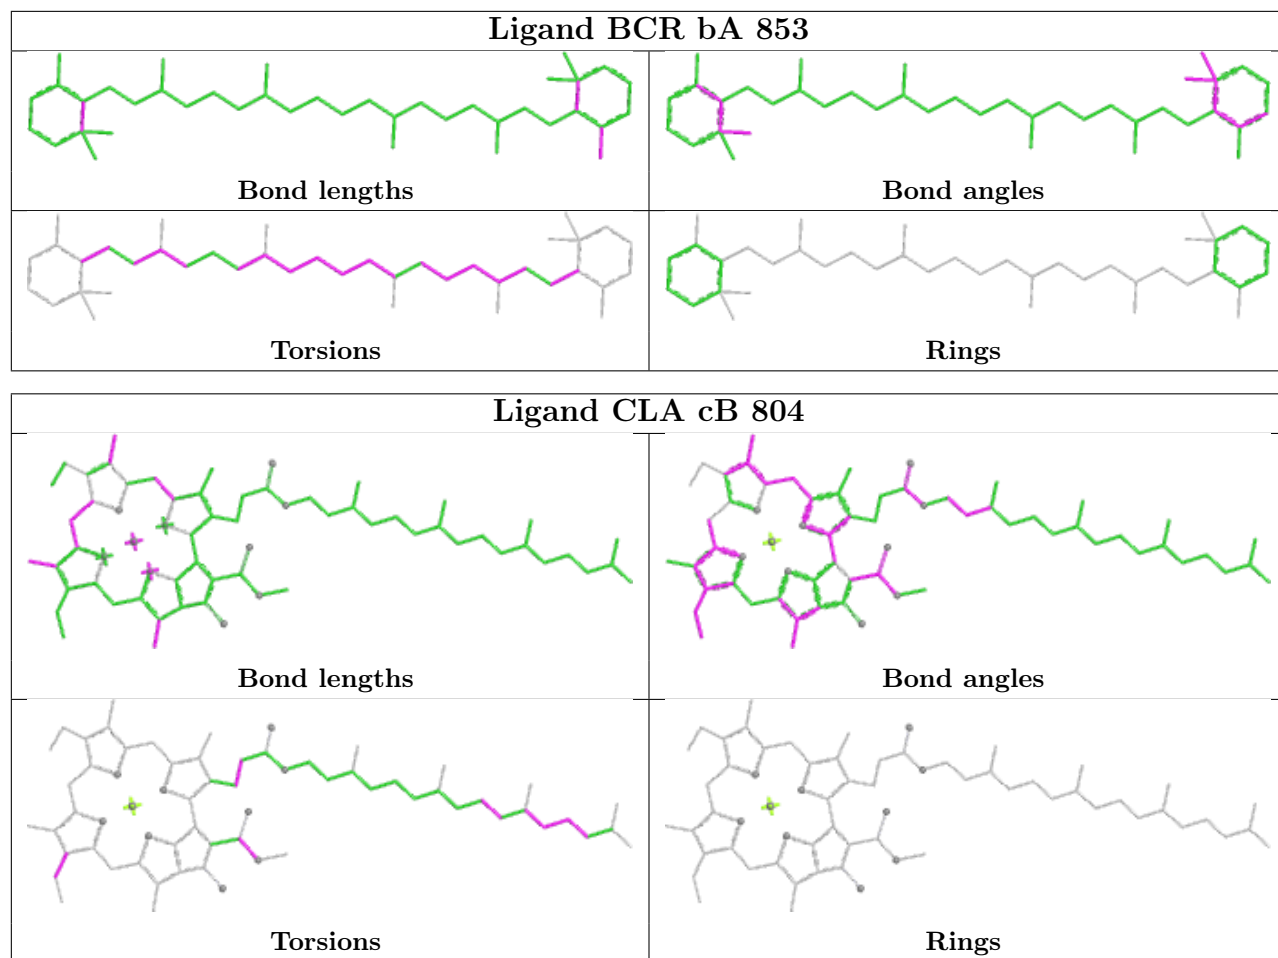 Ligand BCR bA 853
Bond lengths
Bond angles
Torsions
Rings
Ligand CLA cB 804
Bond lengths
Bond angles
Torsions
Rings